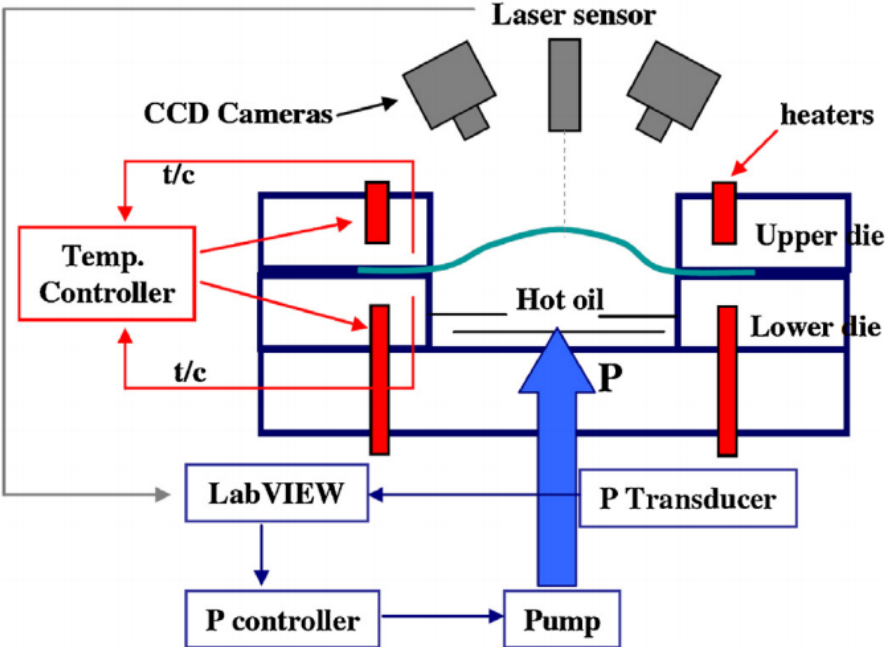 Laser sensor
CCD Cameras
heaters
t/c
Upper die
Temp.
Controller
Hot oil
Lower die
t/c
P
LabVIEW
P Transducer
P controller
Pump